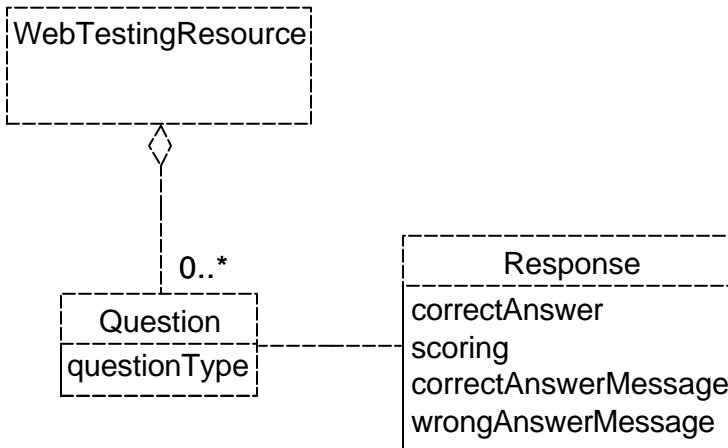 WebTestingResource
0..*
Question
questionType
Response
correctAnswer
scoring
correctAnswerMessage
wrongAnswerMessage